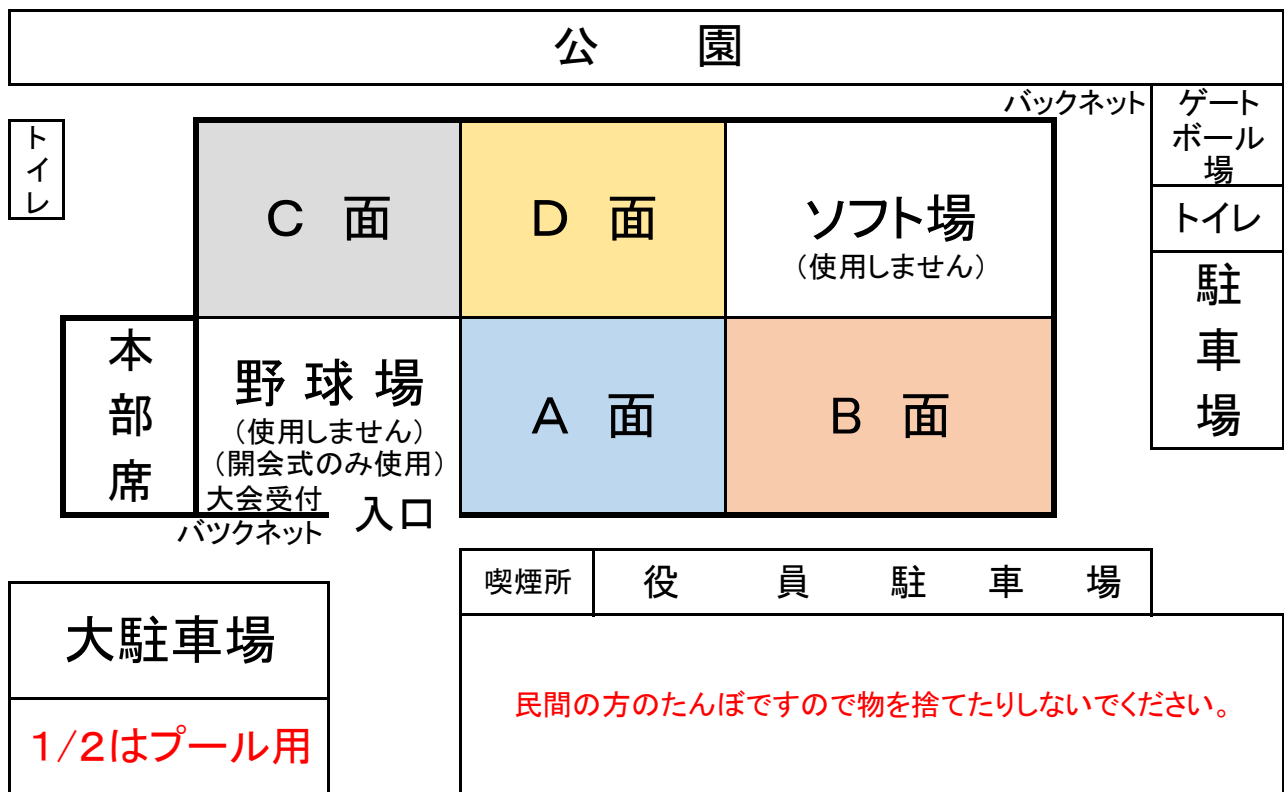 公　園
バックネット
ゲート
ボール
場
トイレ
C 面
D 面
ソフト場
(使用しません)
トイレ
駐車場
本部席
野球場
(使用しません)
(開会式のみ使用)
大会受付
入口
バツクネット
A 面
B 面
喫煙所
役員駐車場
大駐車場
1/2はプール用
民間の方のたんぼですので物を捨てたりしないでください。